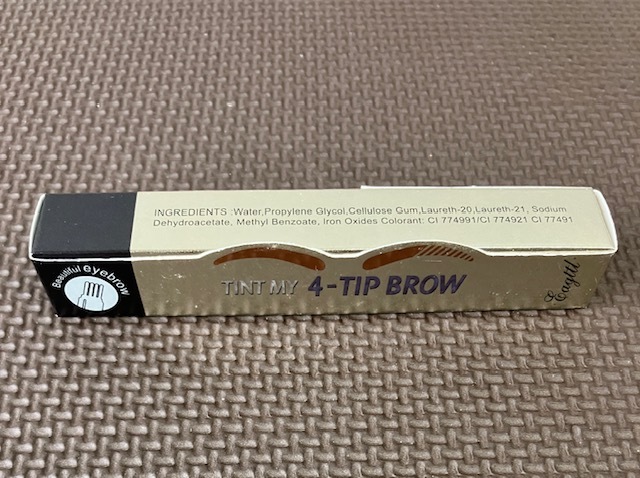 INGREDIENTS :Water,Propylene Glycol,Cellulose Gum,Laureth-20,Laureth-21, Sodium
Dehydroacetate, Methyl Benzoate, Iron Oxides Colorant: CI 774991/CI 774921 CI 77491
Beautiful eyebrow
TINT MY 4-TIP BROW
Eagttl